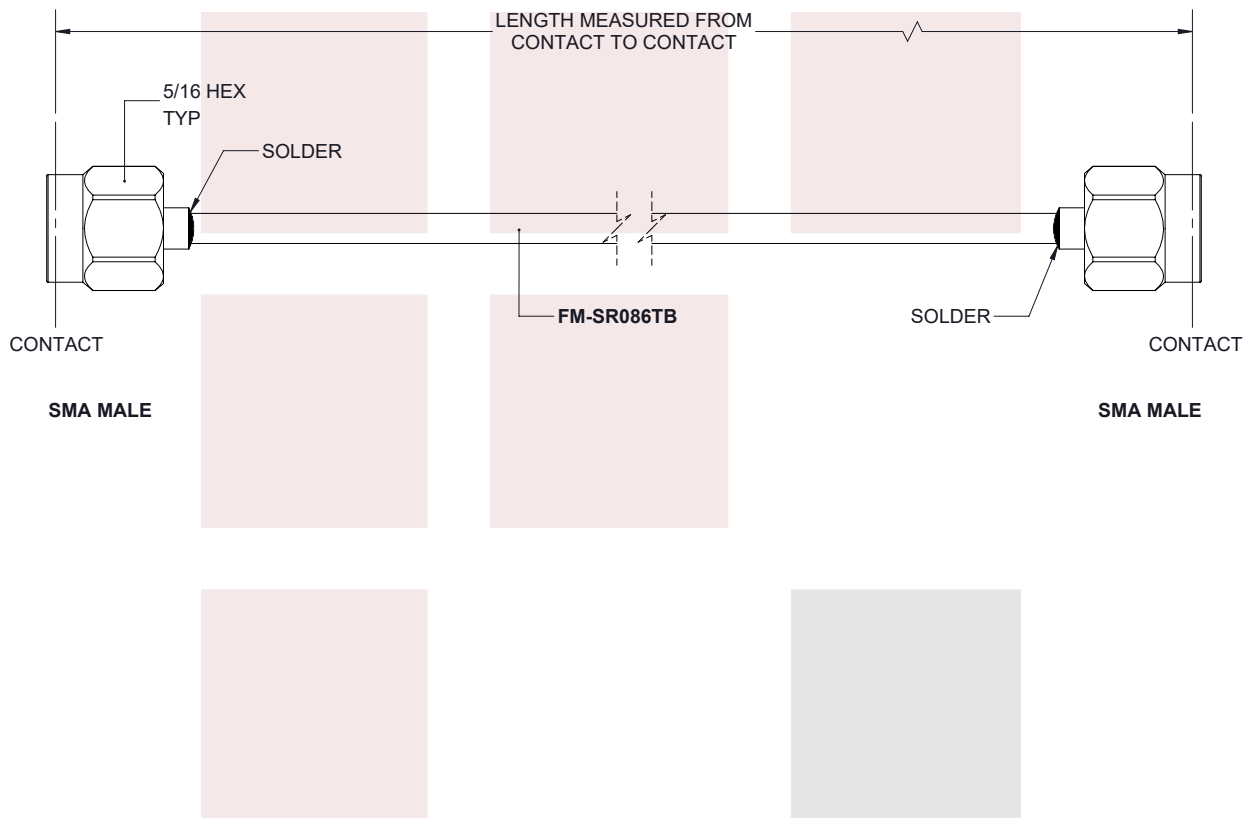 LENGTH MEASURED FROM
CONTACT TO CONTACT
5/16 HEX
TYP
SOLDER
FM-SR086TB
SOLDER
CONTACT
CONTACT
SMA MALE
SMA MALE